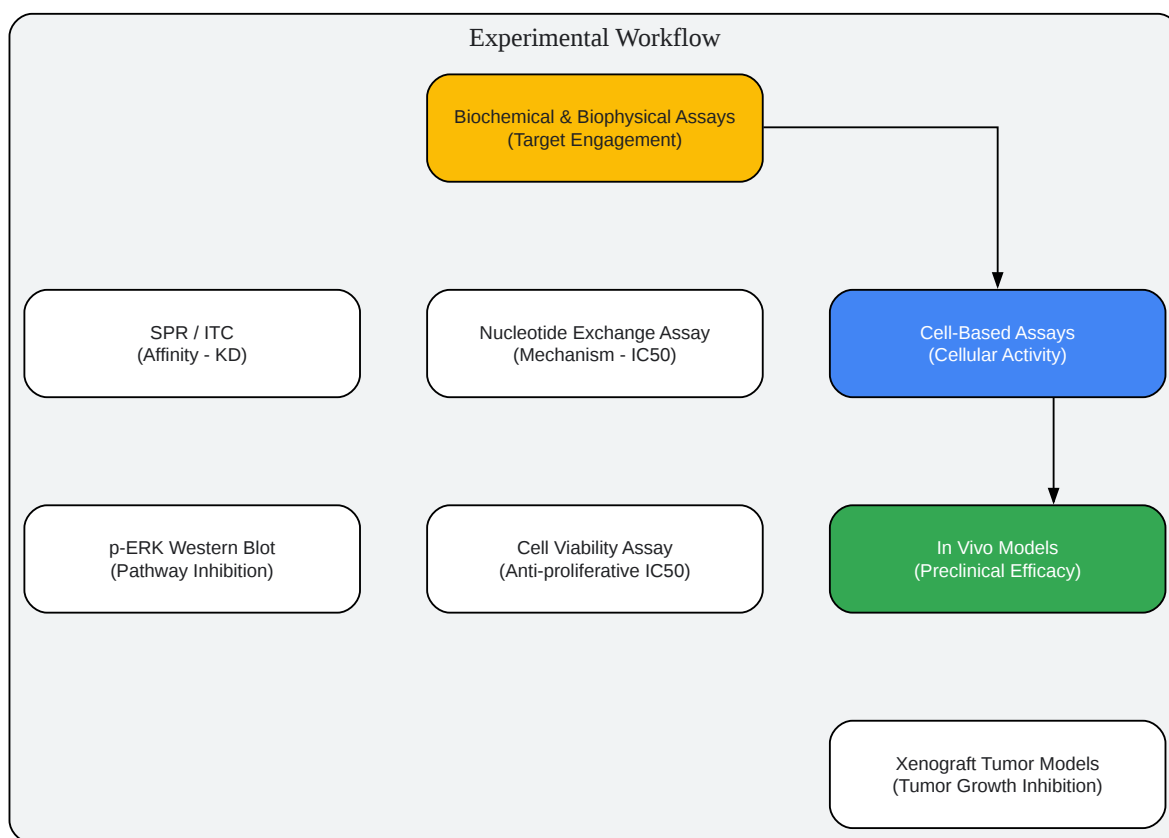 Experimental Workflow
Biochemical & Biophysical Assays
(Target Engagement)
SPR / ITC
(Affinity - KD)
Nucleotide Exchange Assay
(Mechanism - IC50)
Cell-Based Assays
(Cellular Activity)
p-ERK Western Blot
(Pathway Inhibition)
Cell Viability Assay
(Anti-proliferative IC50)
In Vivo Models
(Preclinical Efficacy)
Xenograft Tumor Models
(Tumor Growth Inhibition)